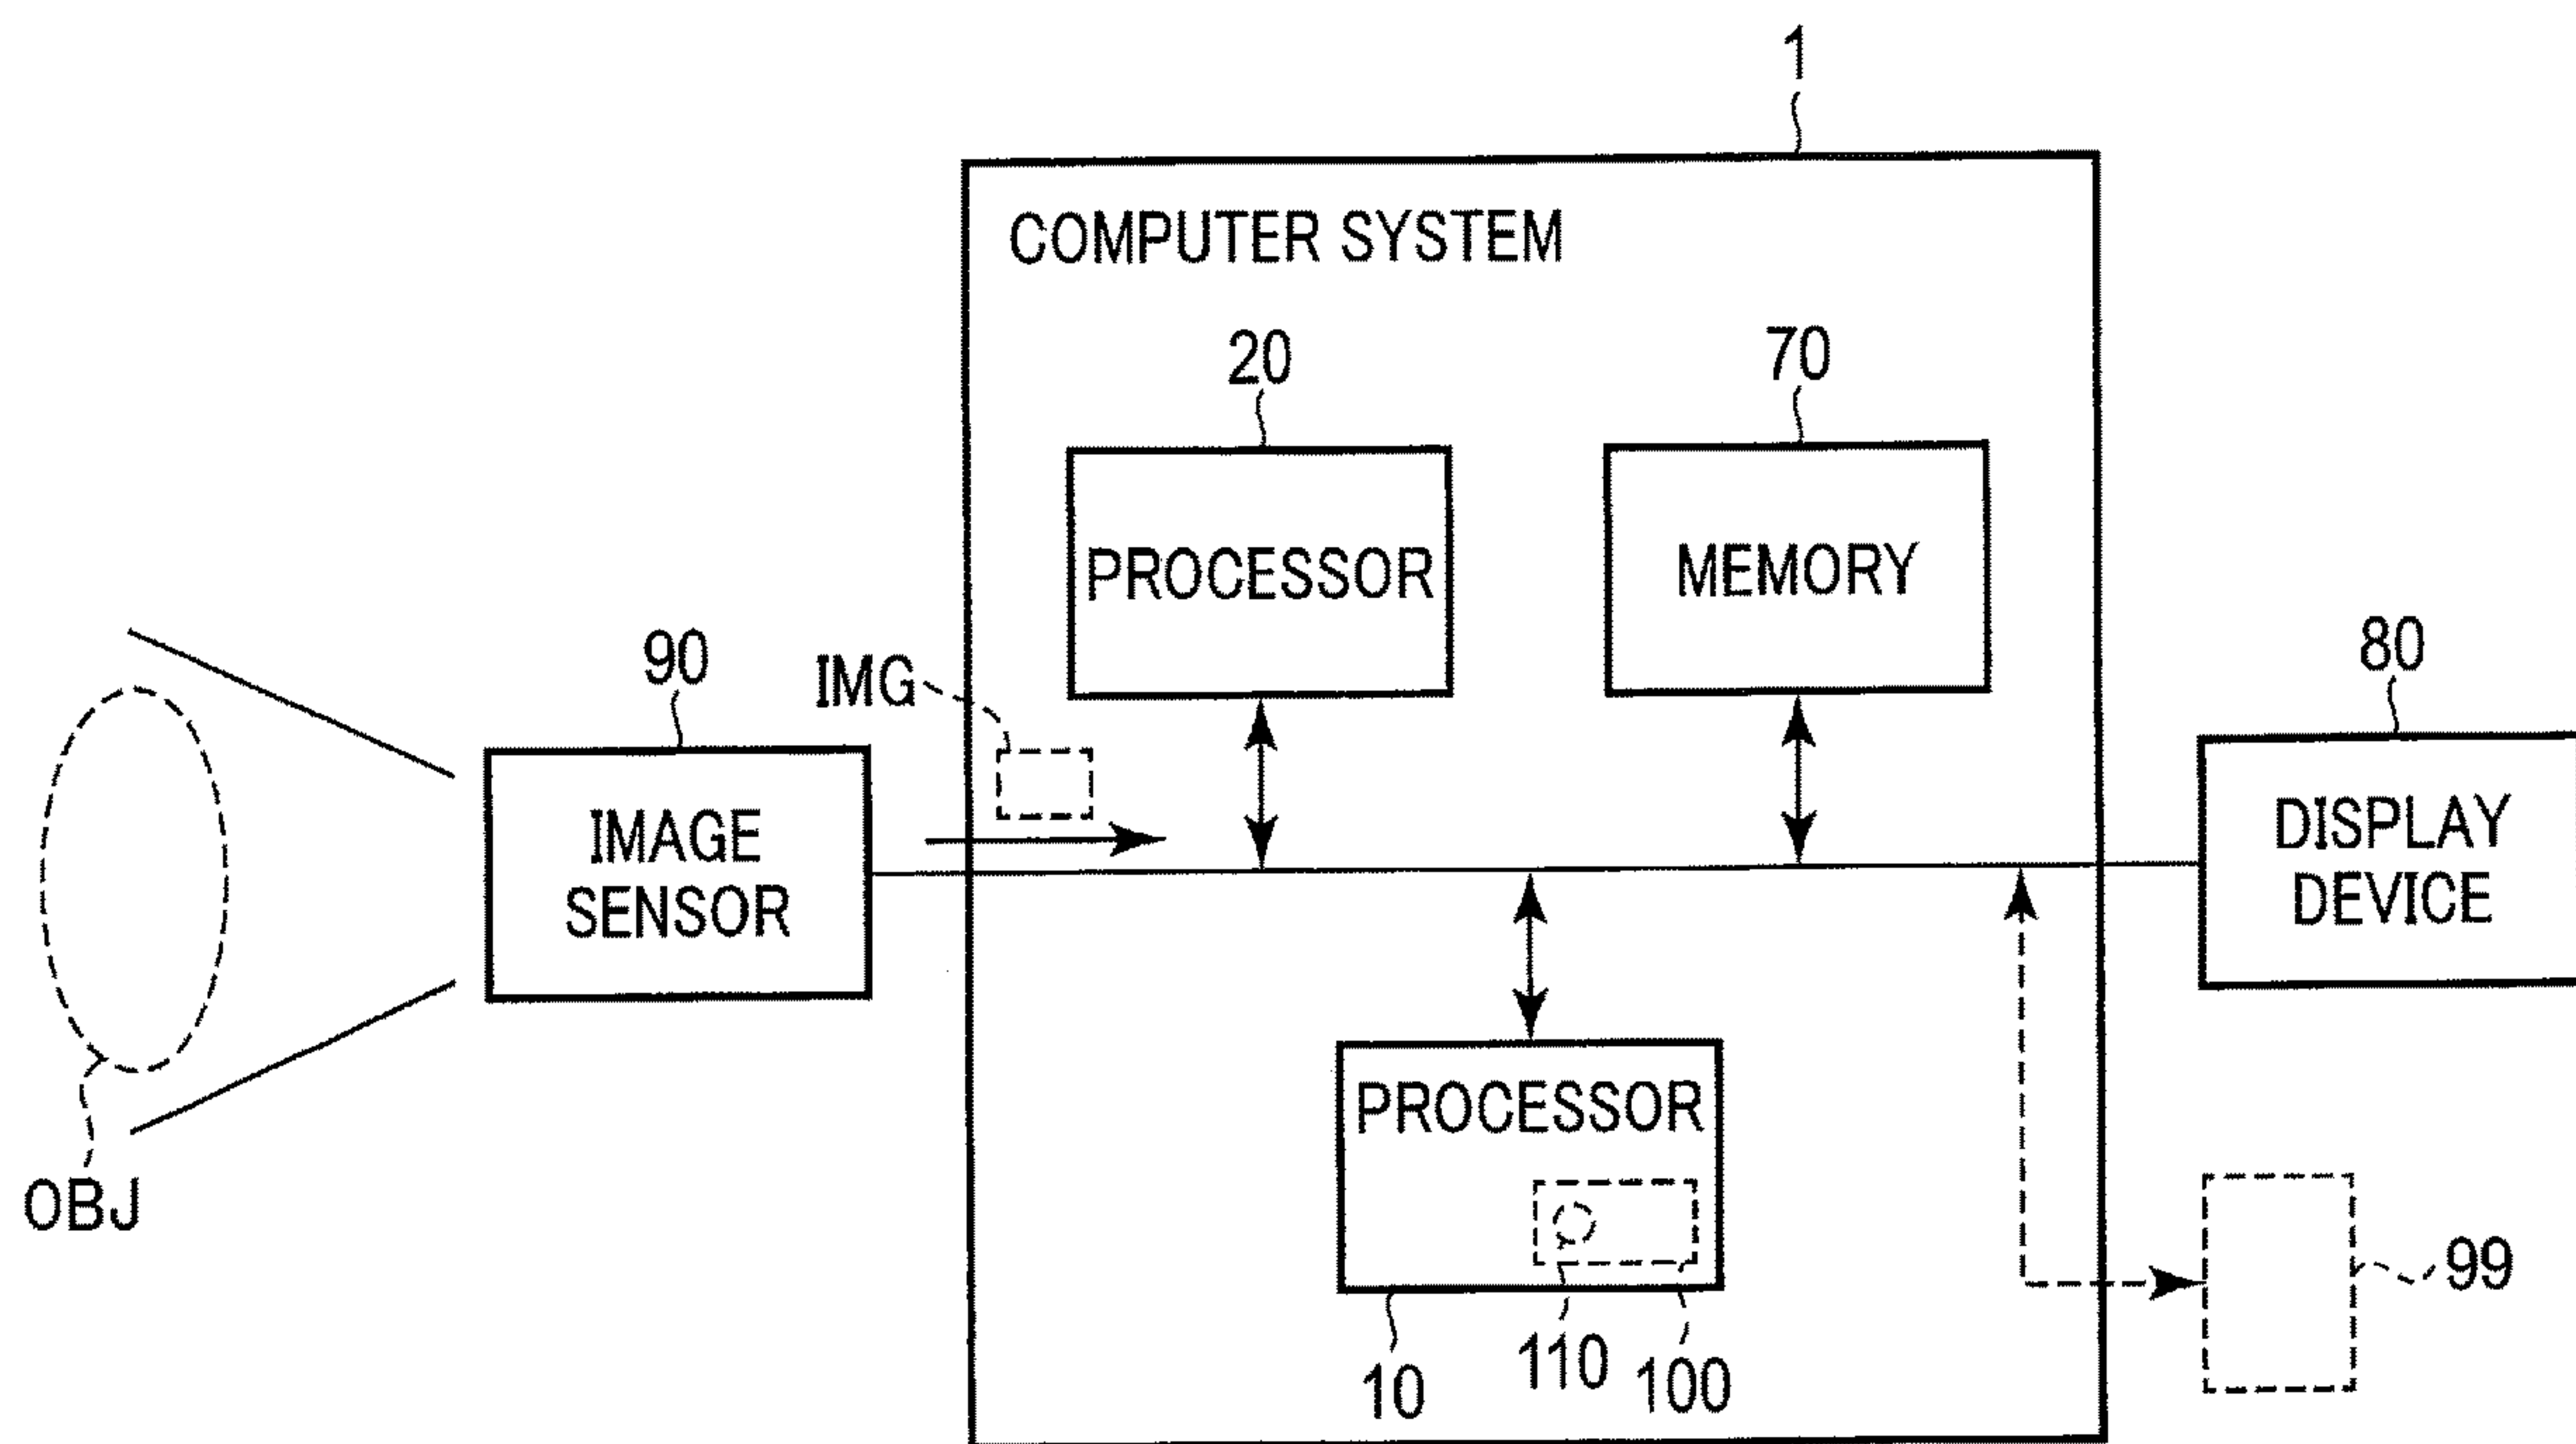 1
COMPUTER SYSTEM
20
70
PROCESSOR
MEMORY
90
IMG
80
IMAGE
SENSOR
DISPLAY
DEVICE
PROCESSOR
OBJ
99
10
110
100